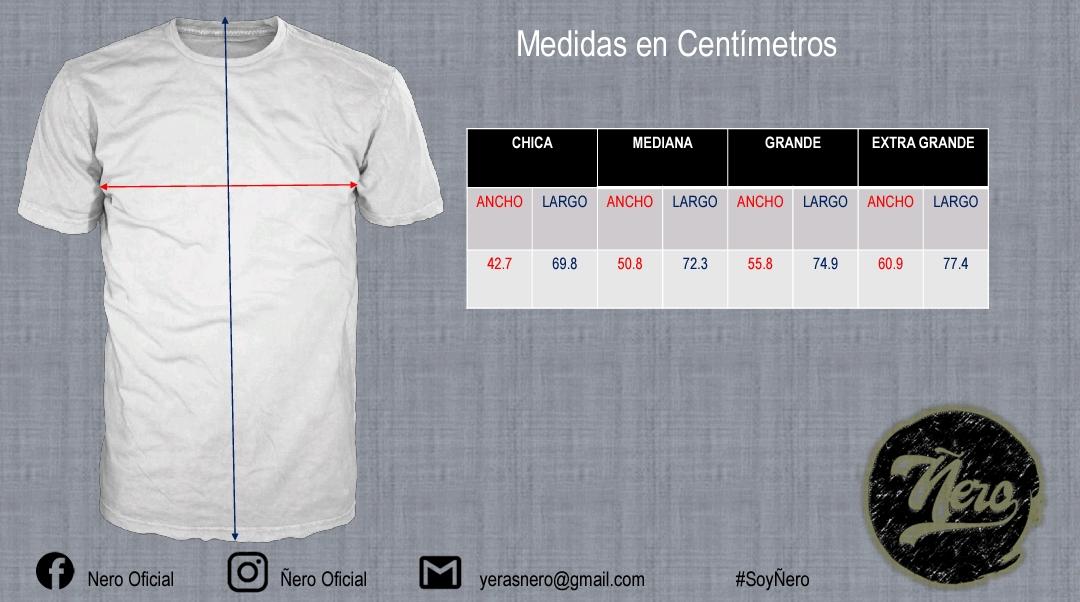 Medidas en Centímetros
CHICA MEDIANA GRANDE EXTRA GRANDE
ANCHO LARGO ANCHO LARGO ANCHO LARGO ANCHO LARGO
42.7 69.8 50.8 72.3 55.8 74.9 60.9 77.4
Ñero
Nero Oficial Ñero Oficial yerasnero@gmail.com #SoyÑero